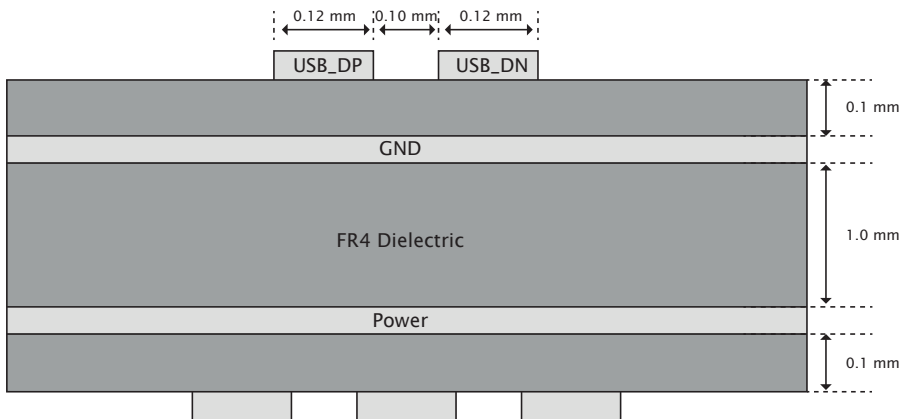 0.12 mm 0.10 mm 0.12 mm
USB_DP USB_DN
0.1 mm
GND
1.0 mm
FR4 Dielectric
Power
0.1 mm